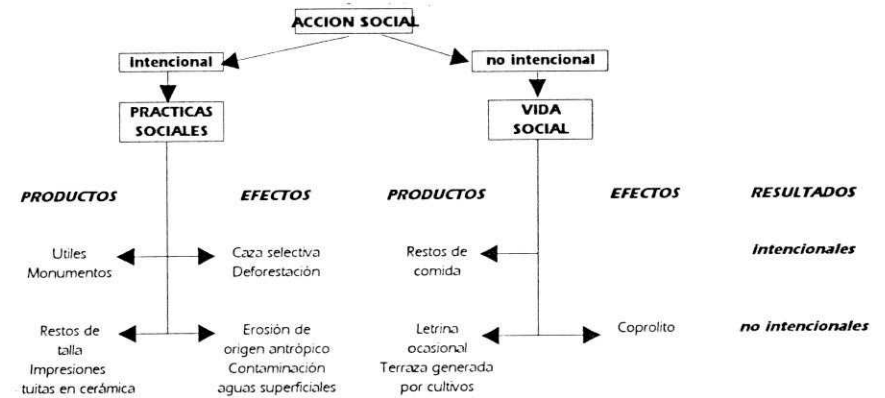 ACCION SOCIAL
intencional
no intencional
PRACTICAS
SOCIALES
VIDA
SOCIAL
PRODUCTOS
EFECTOS
PRODUCTOS
EFECTOS
RESULTADOS
Utiles
Monumentos
Caza selectiva
Deforestación
Restos de
comida
intencionales
Restos de
talla
Impresiones
tuitas en cerámica
Erosión de
origen antrópico
Contaminación
aguas superficiales
Letrina
ocasional
Terraza generada
por cultivos
Coprolito
no intencionales